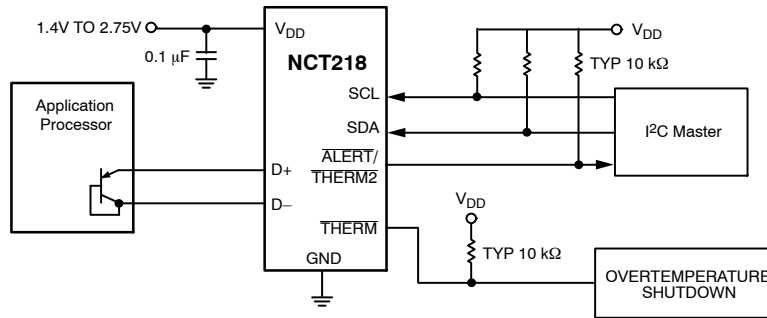 1.4V TO 2.75V
0.1 μF
VDD
NCT218
VDD
TYP 10 kΩ
SCL
SDA
ALERT/
THERM2
I²C Master
Application
Processor
D+
D−
THERM
GND
VDD
TYP 10 kΩ
OVERTEMPERATURE
SHUTDOWN